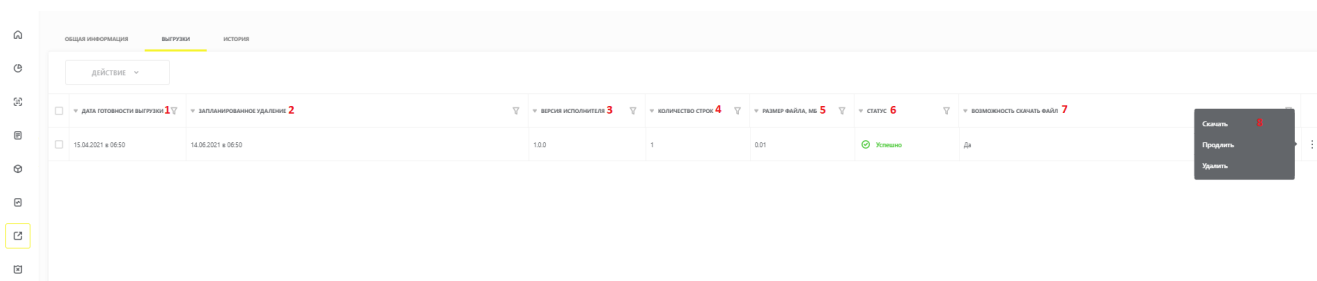 ОБЩАЯ ИНФОРМАЦИЯ ВЫГРУЗКИ ИСТОРИЯ
ДЕЙСТВИЕ
ДАТА ГОТОВНОСТИ ВЫГРУЗКИ 1 ЗАПЛАНИРОВАННОЕ УДАЛЕНИЕ 2 ВЕРСИЯ ИСПОЛНИТЕЛЯ 3 КОЛИЧЕСТВО СТРОК 4 РАЗМЕР ФАЙЛА, МБ 5 СТАТУС 6 ВОЗМОЖНОСТЬ СКАЧАТЬ ФАЙЛ 7
Скачать 8
15.04.2021 в 06:50 14.06.2021 в 06:50 1.0.0 1 0.01 Успешно Да
Продлить
Удалить